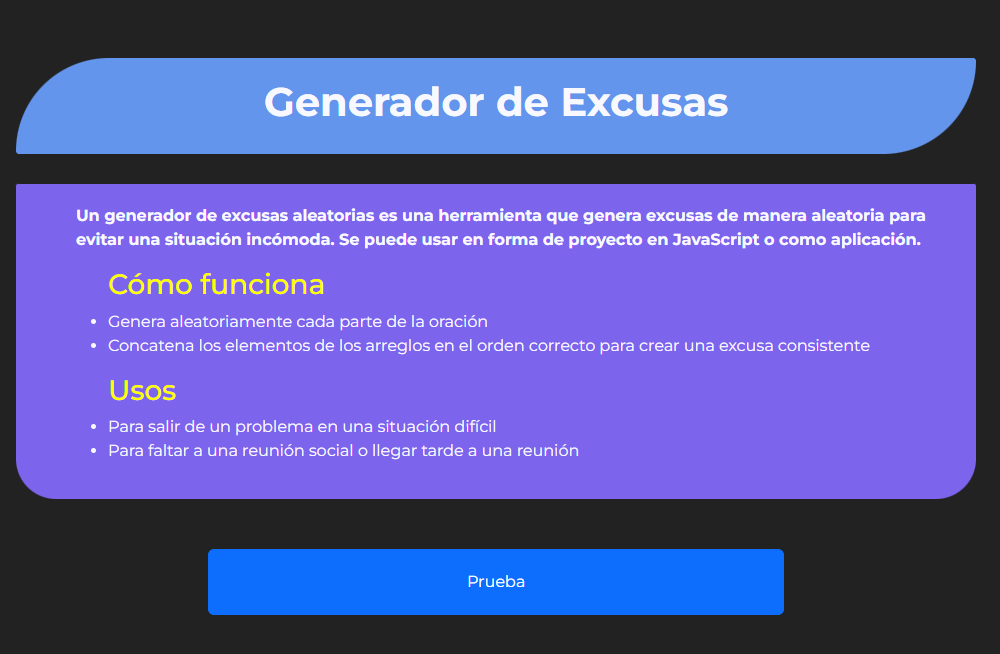 Generador de Excusas
Un generador de excusas aleatorias es una herramienta que genera excusas de manera aleatoria para
evitar una situación incómoda. Se puede usar en forma de proyecto en JavaScript o como aplicación.
Cómo funciona
• Genera aleatoriamente cada parte de la oración
• Concatena los elementos de los arreglos en el orden correcto para crear una excusa consistente
Usos
• Para salir de un problema en una situación difícil
• Para faltar a una reunión social o llegar tarde a una reunión
Prueba